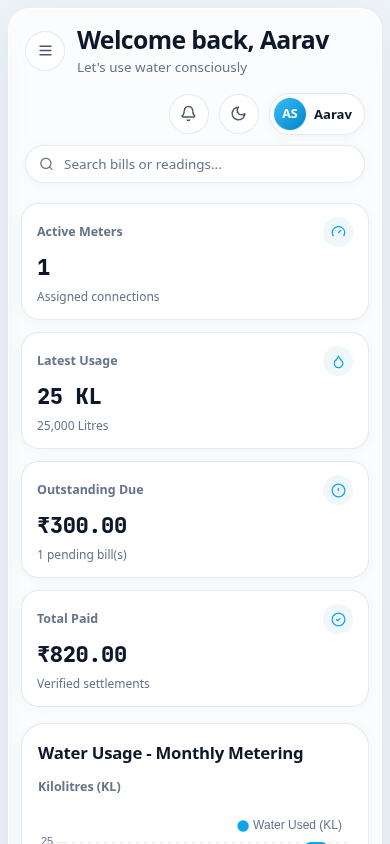 Welcome back, Aarav
Let's use water consciously
AS Aarav
Search bills or readings...
Active Meters
1
Assigned connections
Latest Usage
25 KL
25,000 Litres
Outstanding Due
₹300.00
1 pending bill(s)
Total Paid
₹820.00
Verified settlements
Water Usage - Monthly Metering
Kilolitres (KL)
Water Used (KL)
25